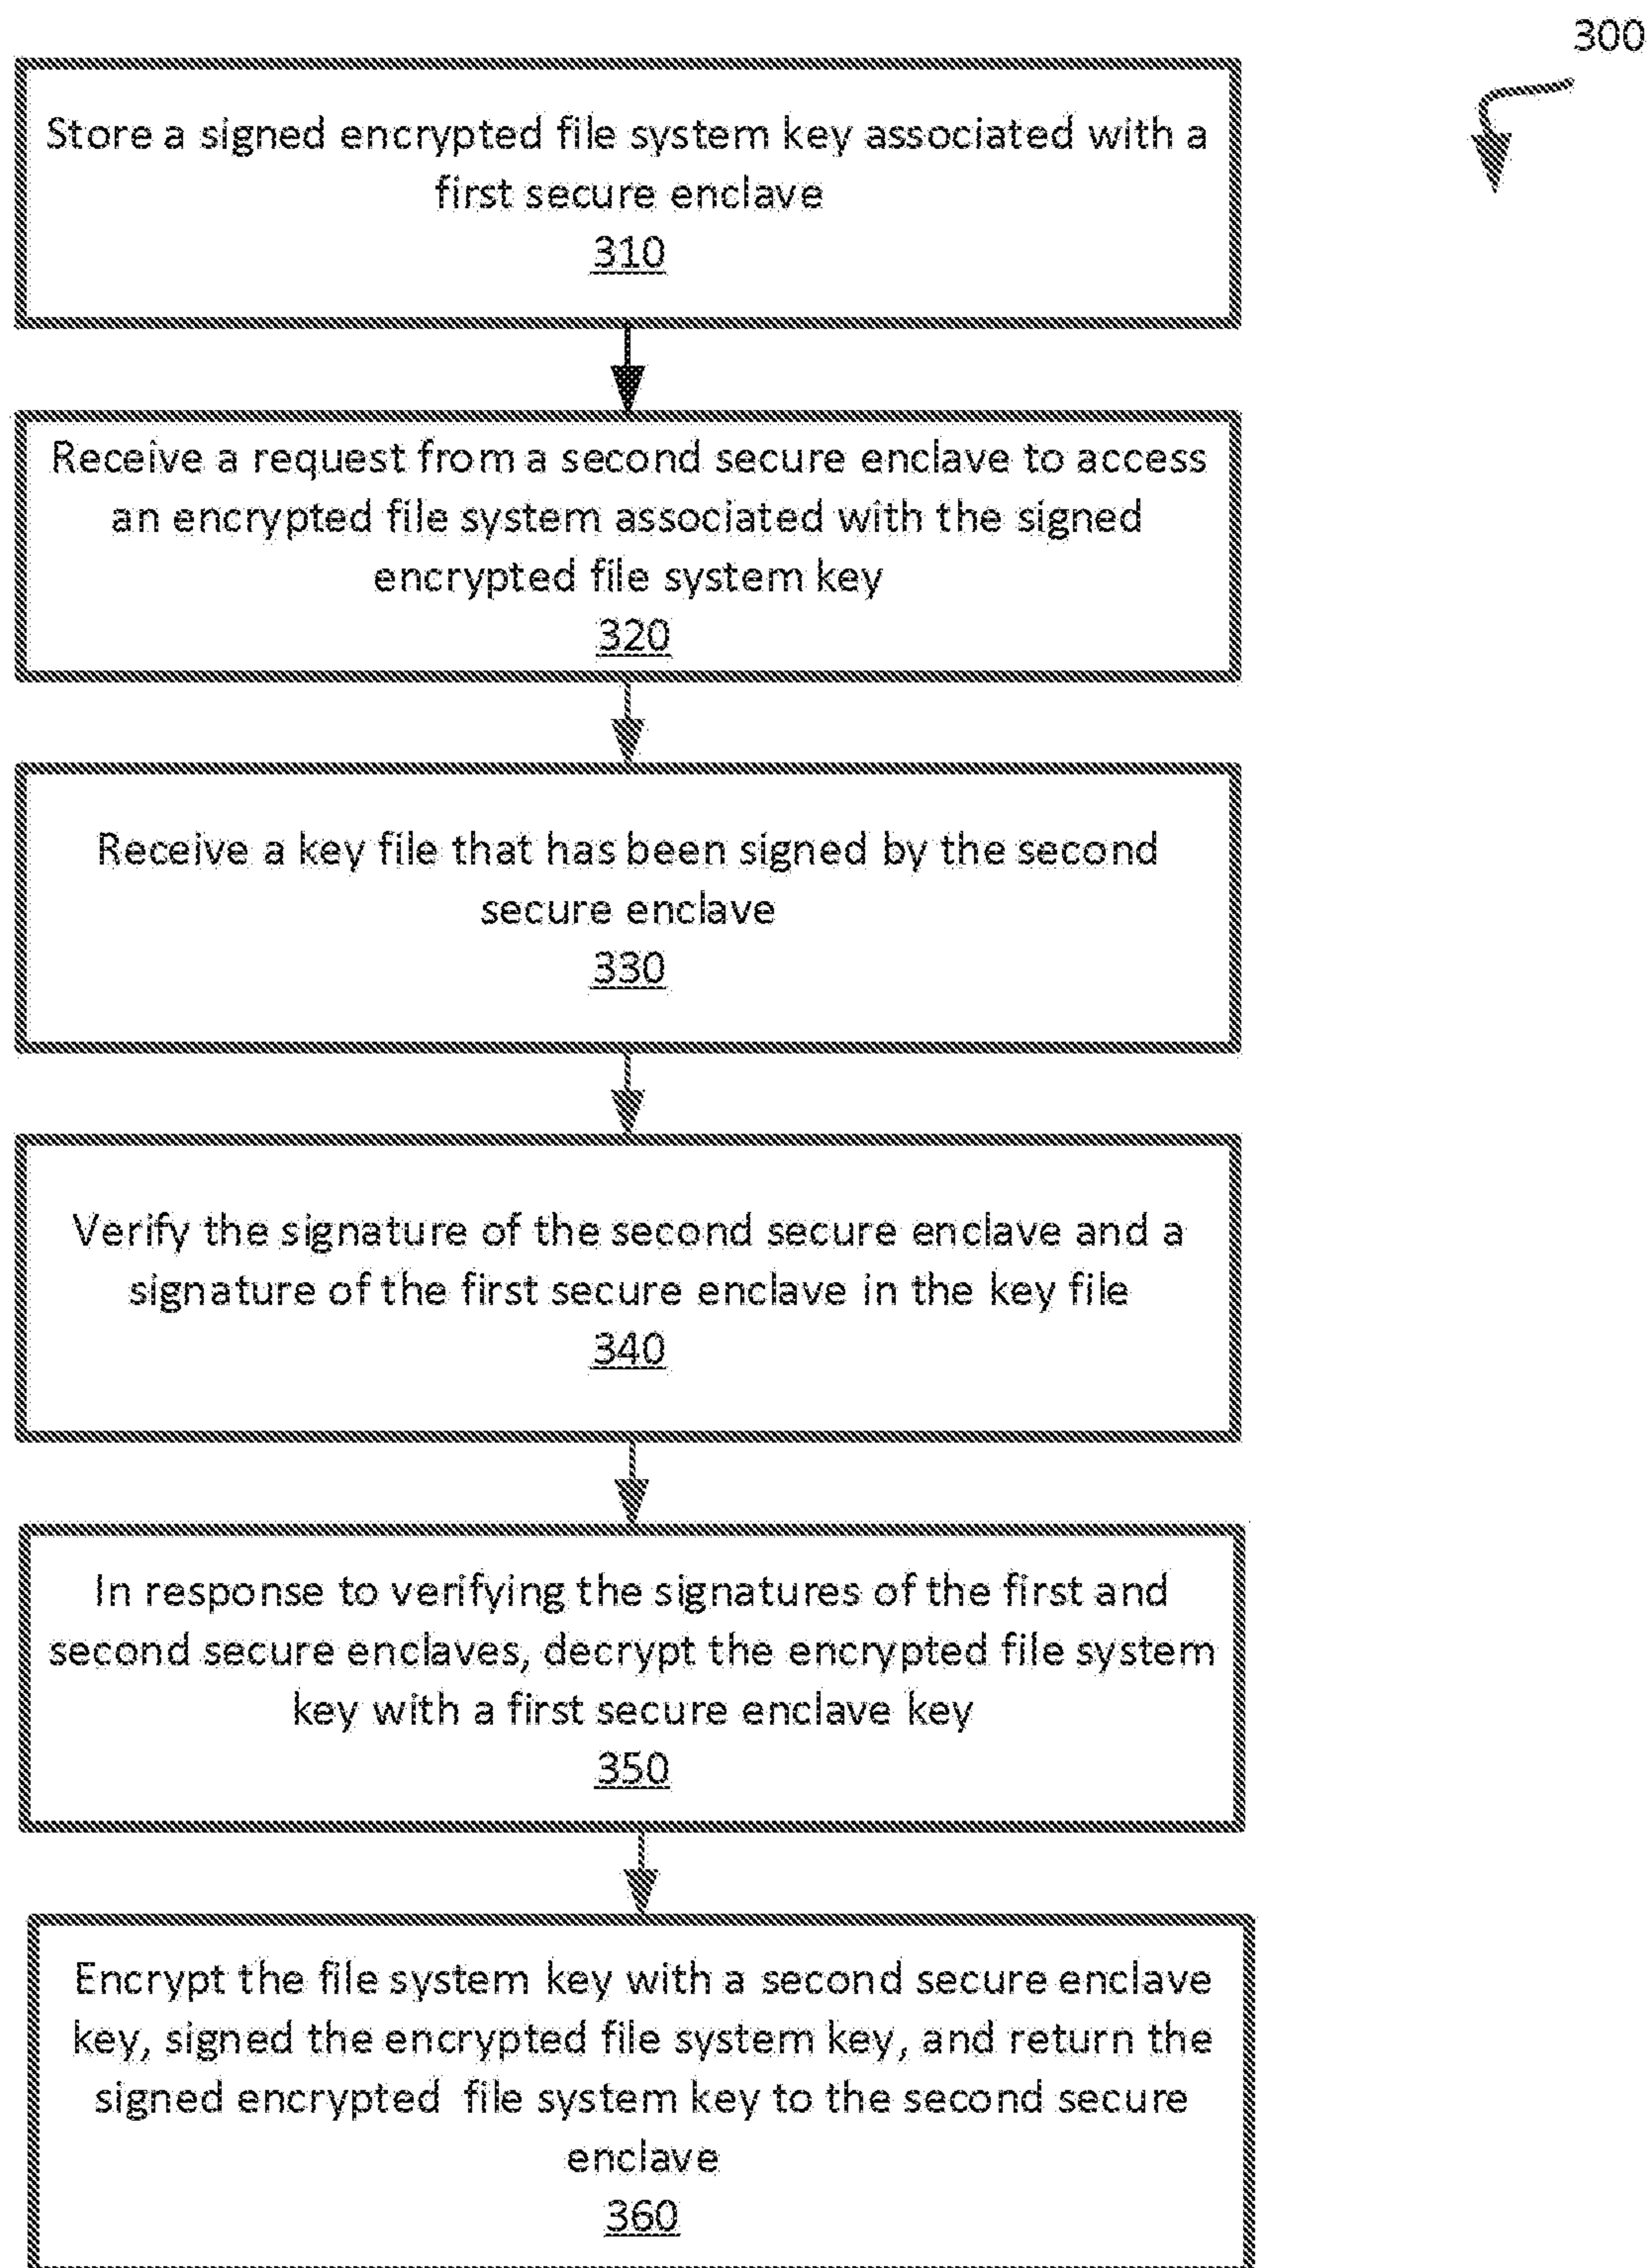 300
Store a signed encrypted file system key associated with a
first secure enclave
310
Receive a request from a second secure enclave to access
an encrypted file system associated with the signed
encrypted file system key
320
Receive a key file that has been signed by the second
secure enclave
330
Verify the signature of the second secure enclave and a
signature of the first secure enclave in the key file
340
In response to verifying the signatures of the first and
second secure enclaves, decrypt the encrypted file system
key with a first secure enclave key
350
Encrypt the file system key with a second secure enclave
key, signed the encrypted file system key, and return the
signed encrypted file system key to the second secure
enclave
360